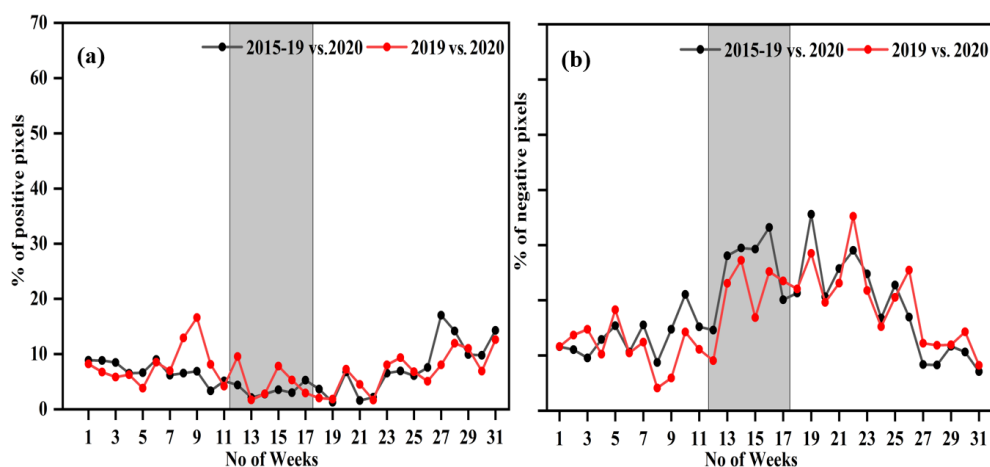 (a)
2015-19 vs.2020
2019 vs. 2020
% of positive pixels
70
60
50
40
30
20
10
0
1 3 5 7 9 11 13 15 17 19 21 23 25 27 29 31
No of Weeks
(b)
2015-19 vs. 2020
2019 vs. 2020
% of negative pixels
1 3 5 7 9 11 13 15 17 19 21 23 25 27 29 31
No of Weeks